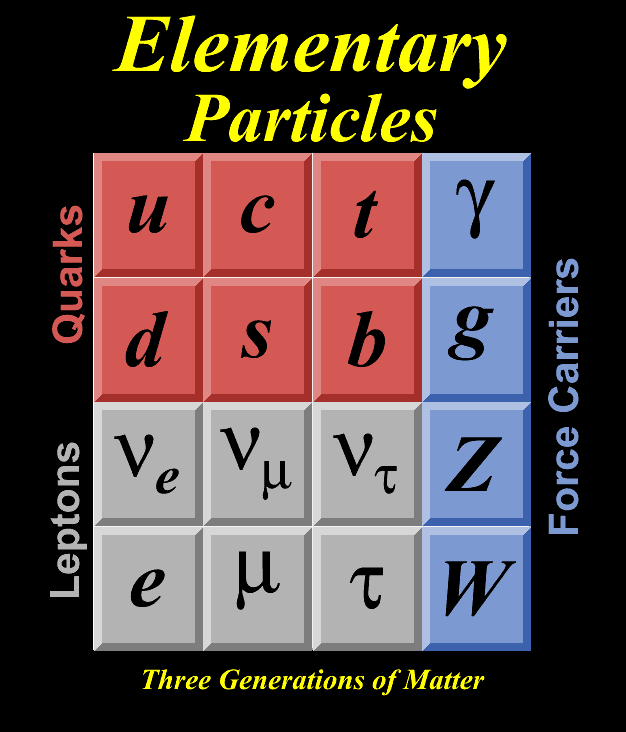 Elementary
Particles
Quarks
u c t γ
d s b g
Leptons
νe νμ ντ Z
e μ τ W
Force Carriers
Three Generations of Matter